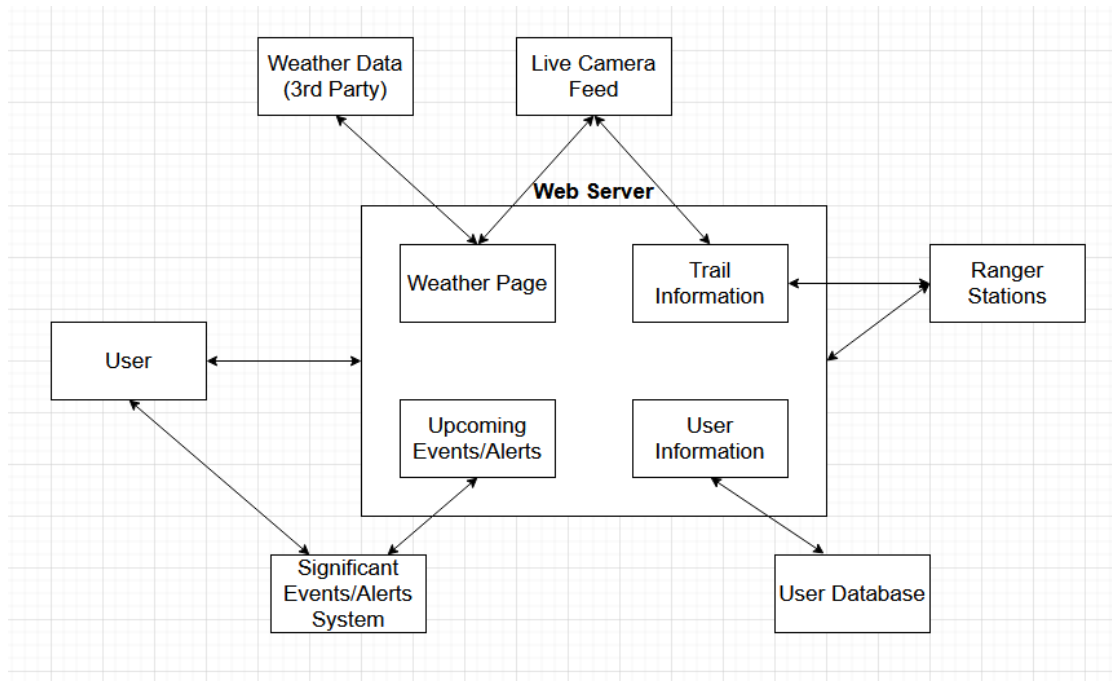 Weather Data
(3rd Party)
Live Camera
Feed
Web Server
Weather Page
Trail
Information
Ranger
Stations
User
Upcoming
Events/Alerts
User
Information
Significant
Events/Alerts
System
User Database